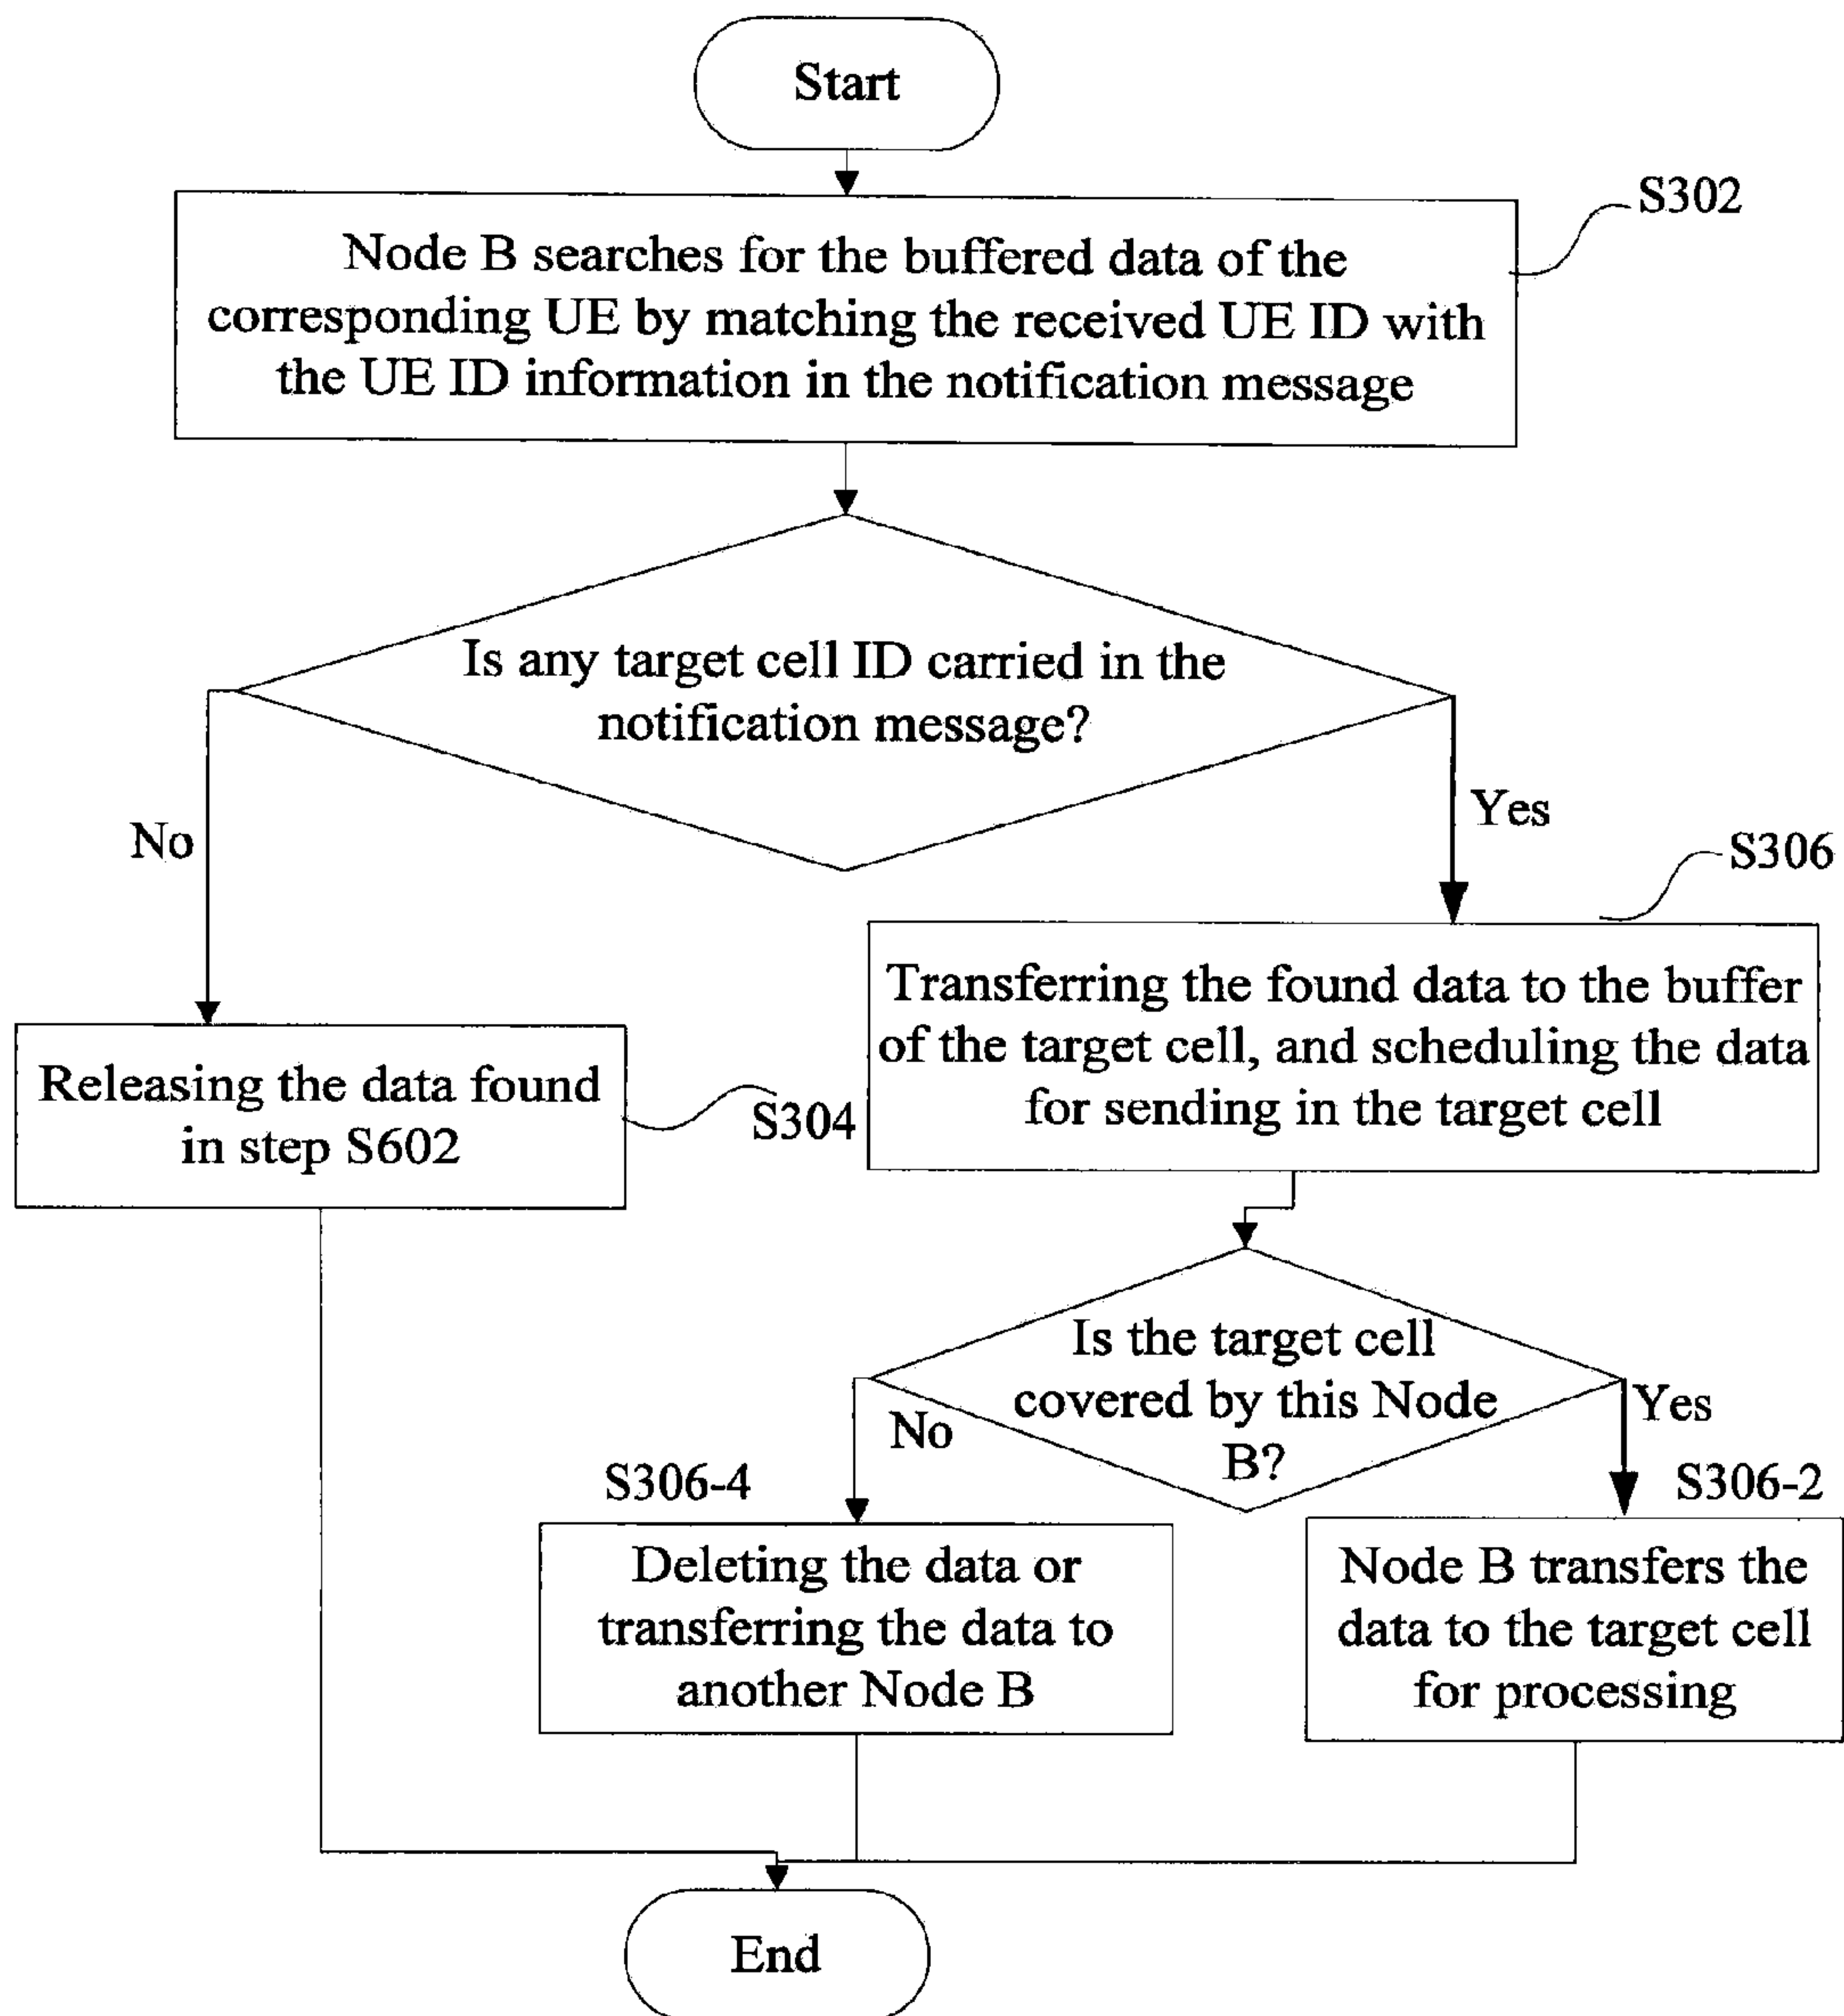 Start
S302
Node B searches for the buffered data of the
corresponding UE by matching the received UE ID with
the UE ID information in the notification message
Is any target cell ID carried in the
notification message?
No
Yes
S306
Transferring the found data to the buffer
of the target cell, and scheduling the data
for sending in the target cell
Releasing the data found
in step S602
S304
Is the target cell
covered by this Node
B?
No
Yes
S306-4
S306-2
Deleting the data or
transferring the data to
another Node B
Node B transfers the
data to the target cell
for processing
End